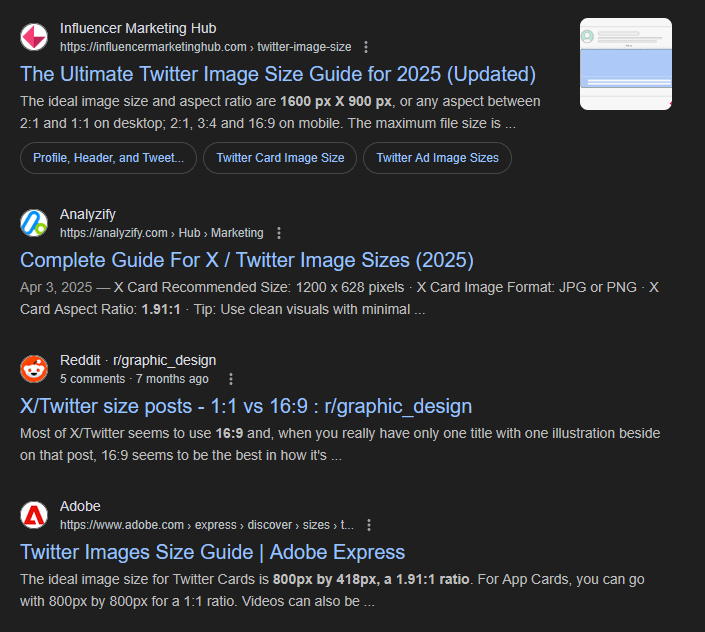 Influencer Marketing Hub
https://influencermarketinghub.com › twitter-image-size
The Ultimate Twitter Image Size Guide for 2025 (Updated)
The ideal image size and aspect ratio are 1600 px X 900 px, or any aspect between
2:1 and 1:1 on desktop; 2:1, 3:4 and 16:9 on mobile. The maximum file size is ...
Profile, Header, and Tweet... Twitter Card Image Size Twitter Ad Image Sizes
Analyzify
https://analyzify.com › Hub › Marketing
Complete Guide For X / Twitter Image Sizes (2025)
Apr 3, 2025 — X Card Recommended Size: 1200 x 628 pixels · X Card Image Format: JPG or PNG · X
Card Aspect Ratio: 1.91:1 · Tip: Use clean visuals with minimal ...
Reddit · r/graphic_design
5 comments · 7 months ago
X/Twitter size posts - 1:1 vs 16:9 : r/graphic_design
Most of X/Twitter seems to use 16:9 and, when you really have only one title with one illustration beside
on that post, 16:9 seems to be the best in how it's ...
Adobe
https://www.adobe.com › express › discover › sizes › t...
Twitter Images Size Guide | Adobe Express
The ideal image size for Twitter Cards is 800px by 418px, a 1.91:1 ratio. For App Cards, you can go
with 800px by 800px for a 1:1 ratio. Videos can also be ...